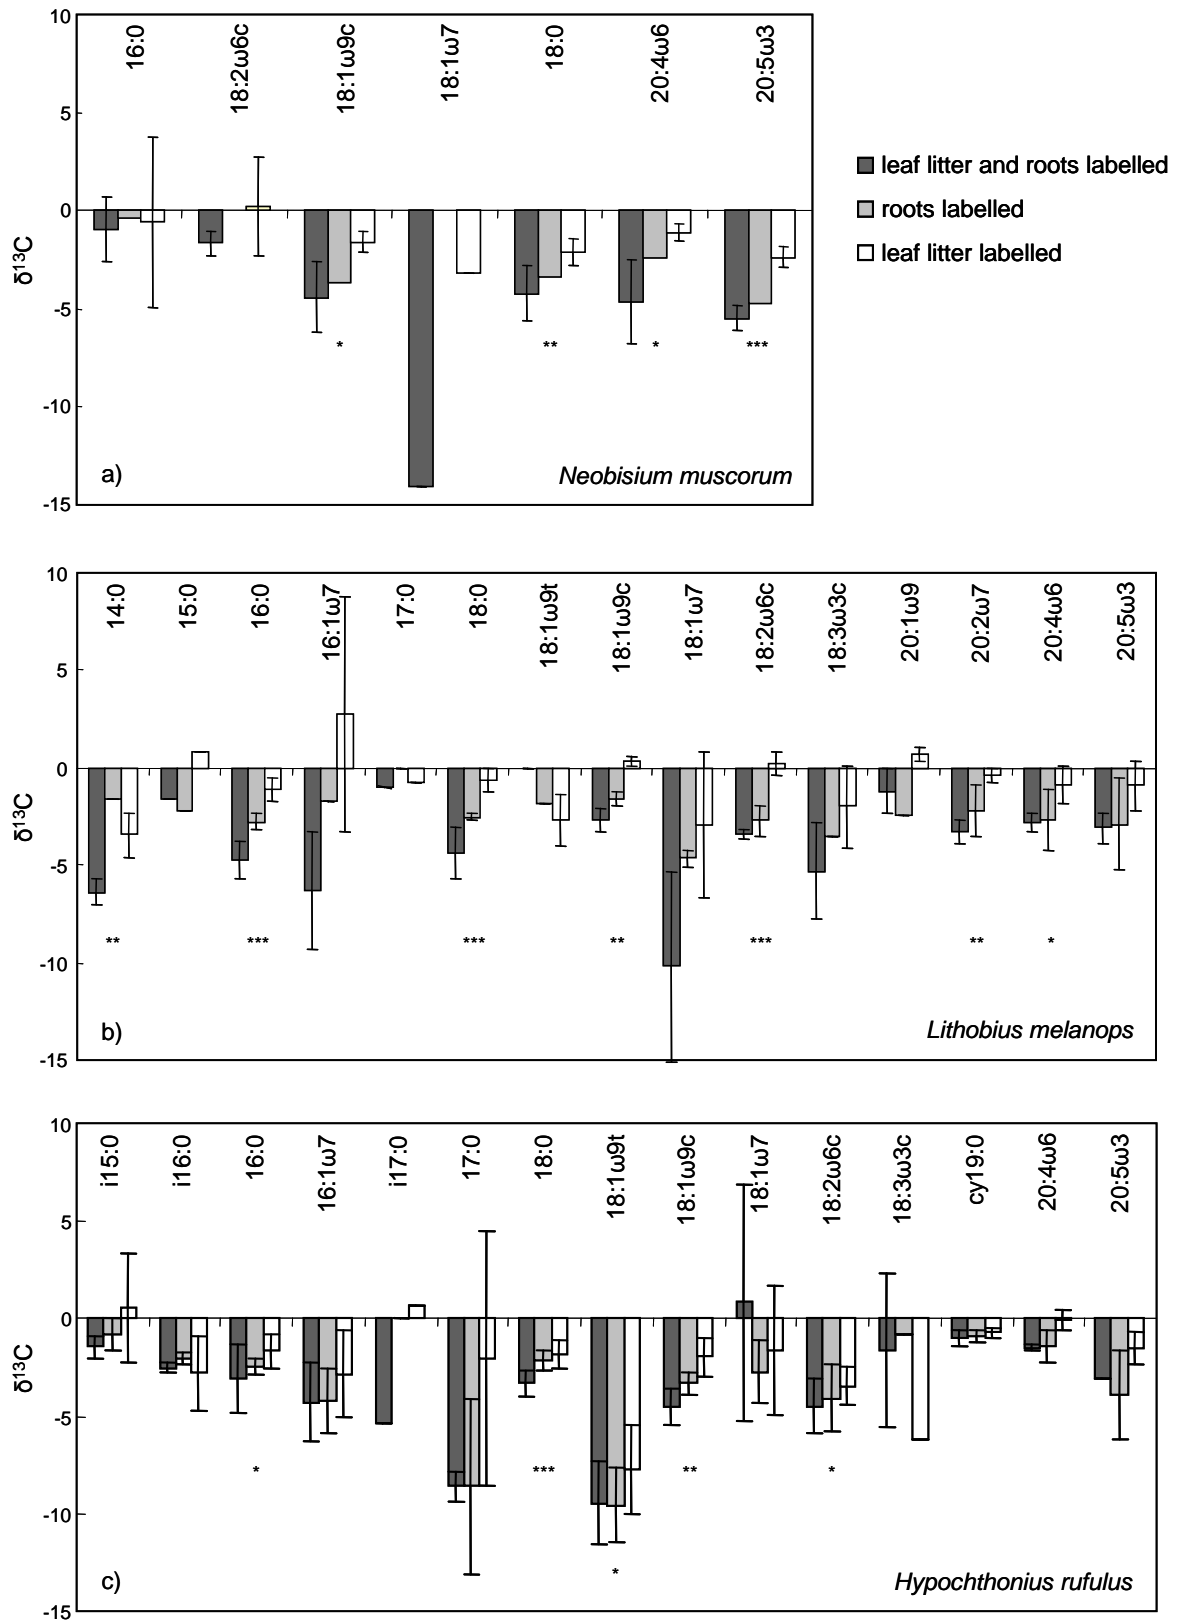 10
5
0
-5
-10
-15
δ¹³C
16:0
18:2ω6c
18:1ω9c
18:1ω7
18:0
20:4ω6
20:5ω3
* ** * ***
a)
Neobisium muscorum
leaf litter and roots labelled
roots labelled
leaf litter labelled
10
5
0
-5
-10
-15
δ¹³C
14:0
15:0
16:0
16:1ω7
17:0
18:0
18:1ω9t
18:1ω9c
18:1ω7
18:2ω6c
18:3ω3c
20:1ω9
20:2ω7
20:4ω6
20:5ω3
** *** *** ** *** ** *
b)
Lithobius melanops
10
5
0
-5
-10
-15
δ¹³C
i15:0
i16:0
16:0
16:1ω7
i17:0
17:0
18:0
18:1ω9t
18:1ω9c
18:1ω7
18:2ω6c
18:3ω3c
cy19:0
20:4ω6
20:5ω3
* *** ** *
*
c)
Hypochthonius rufulus